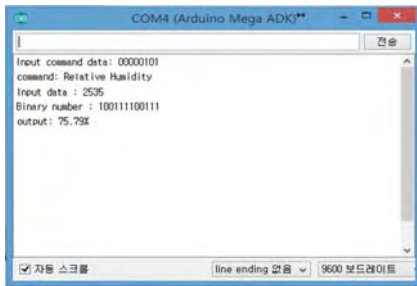 COM4 (Arduino Mega ADK)**
전송
Input command data: 00000101
command: Relative Humidity
Input data : 2535
Binary number : 100111100111
output: 75.79%
자동 스크롤
line ending 없음
9600 보드레이트